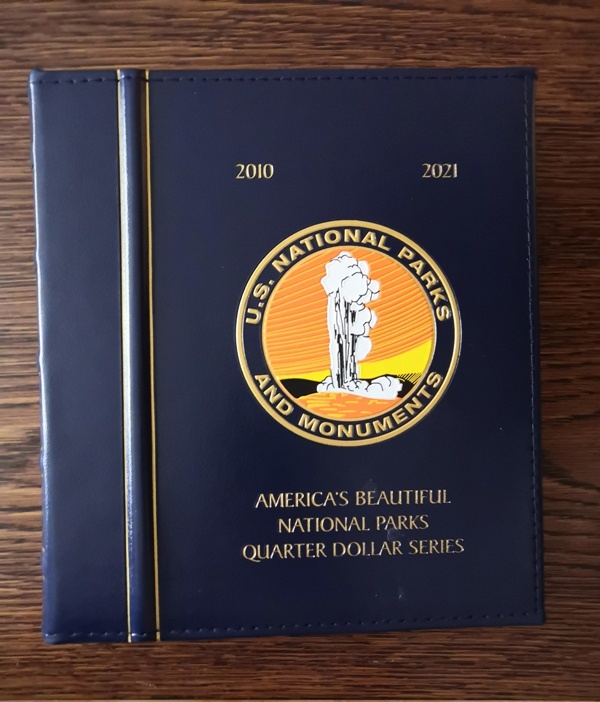 2010 2021
U.S. NATIONAL PARKS
AND MONUMENTS
AMERICA'S BEAUTIFUL
NATIONAL PARKS
QUARTER DOLLAR SERIES